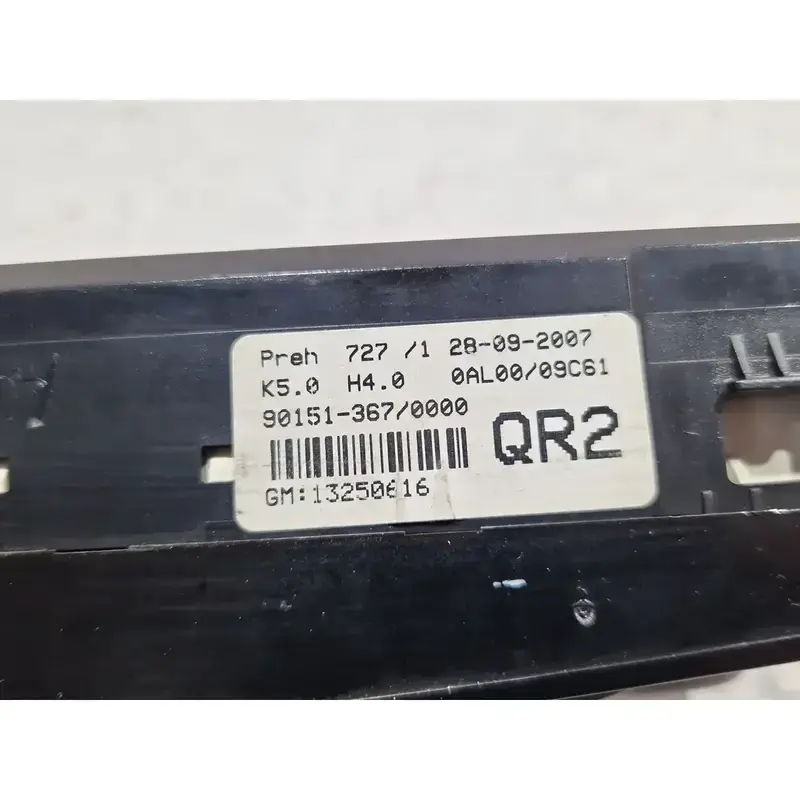 Preh 727 /1 28-09-2007
K5.0 H4.0 0AL00/09C61
90151-367/0000
QR2
GM:13250616